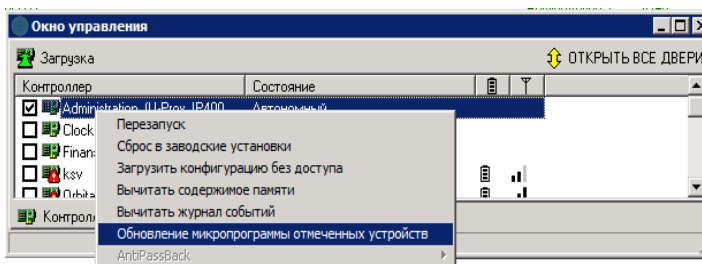 Окно управления
Загрузка
ОТКРЫТЬ ВСЕ ДВЕРИ
Контроллер Состояние
Administration (U-Prox IP400 Автономный
Clock
Перезапуск
Finan
Сброс в заводские установки
ksv
Загрузить конфигурацию без доступа
Orbita
Вычитать содержимое памяти
Вычитать журнал событий
Контрол
Обновление микропрограммы отмеченных устройств
AntiPassBack